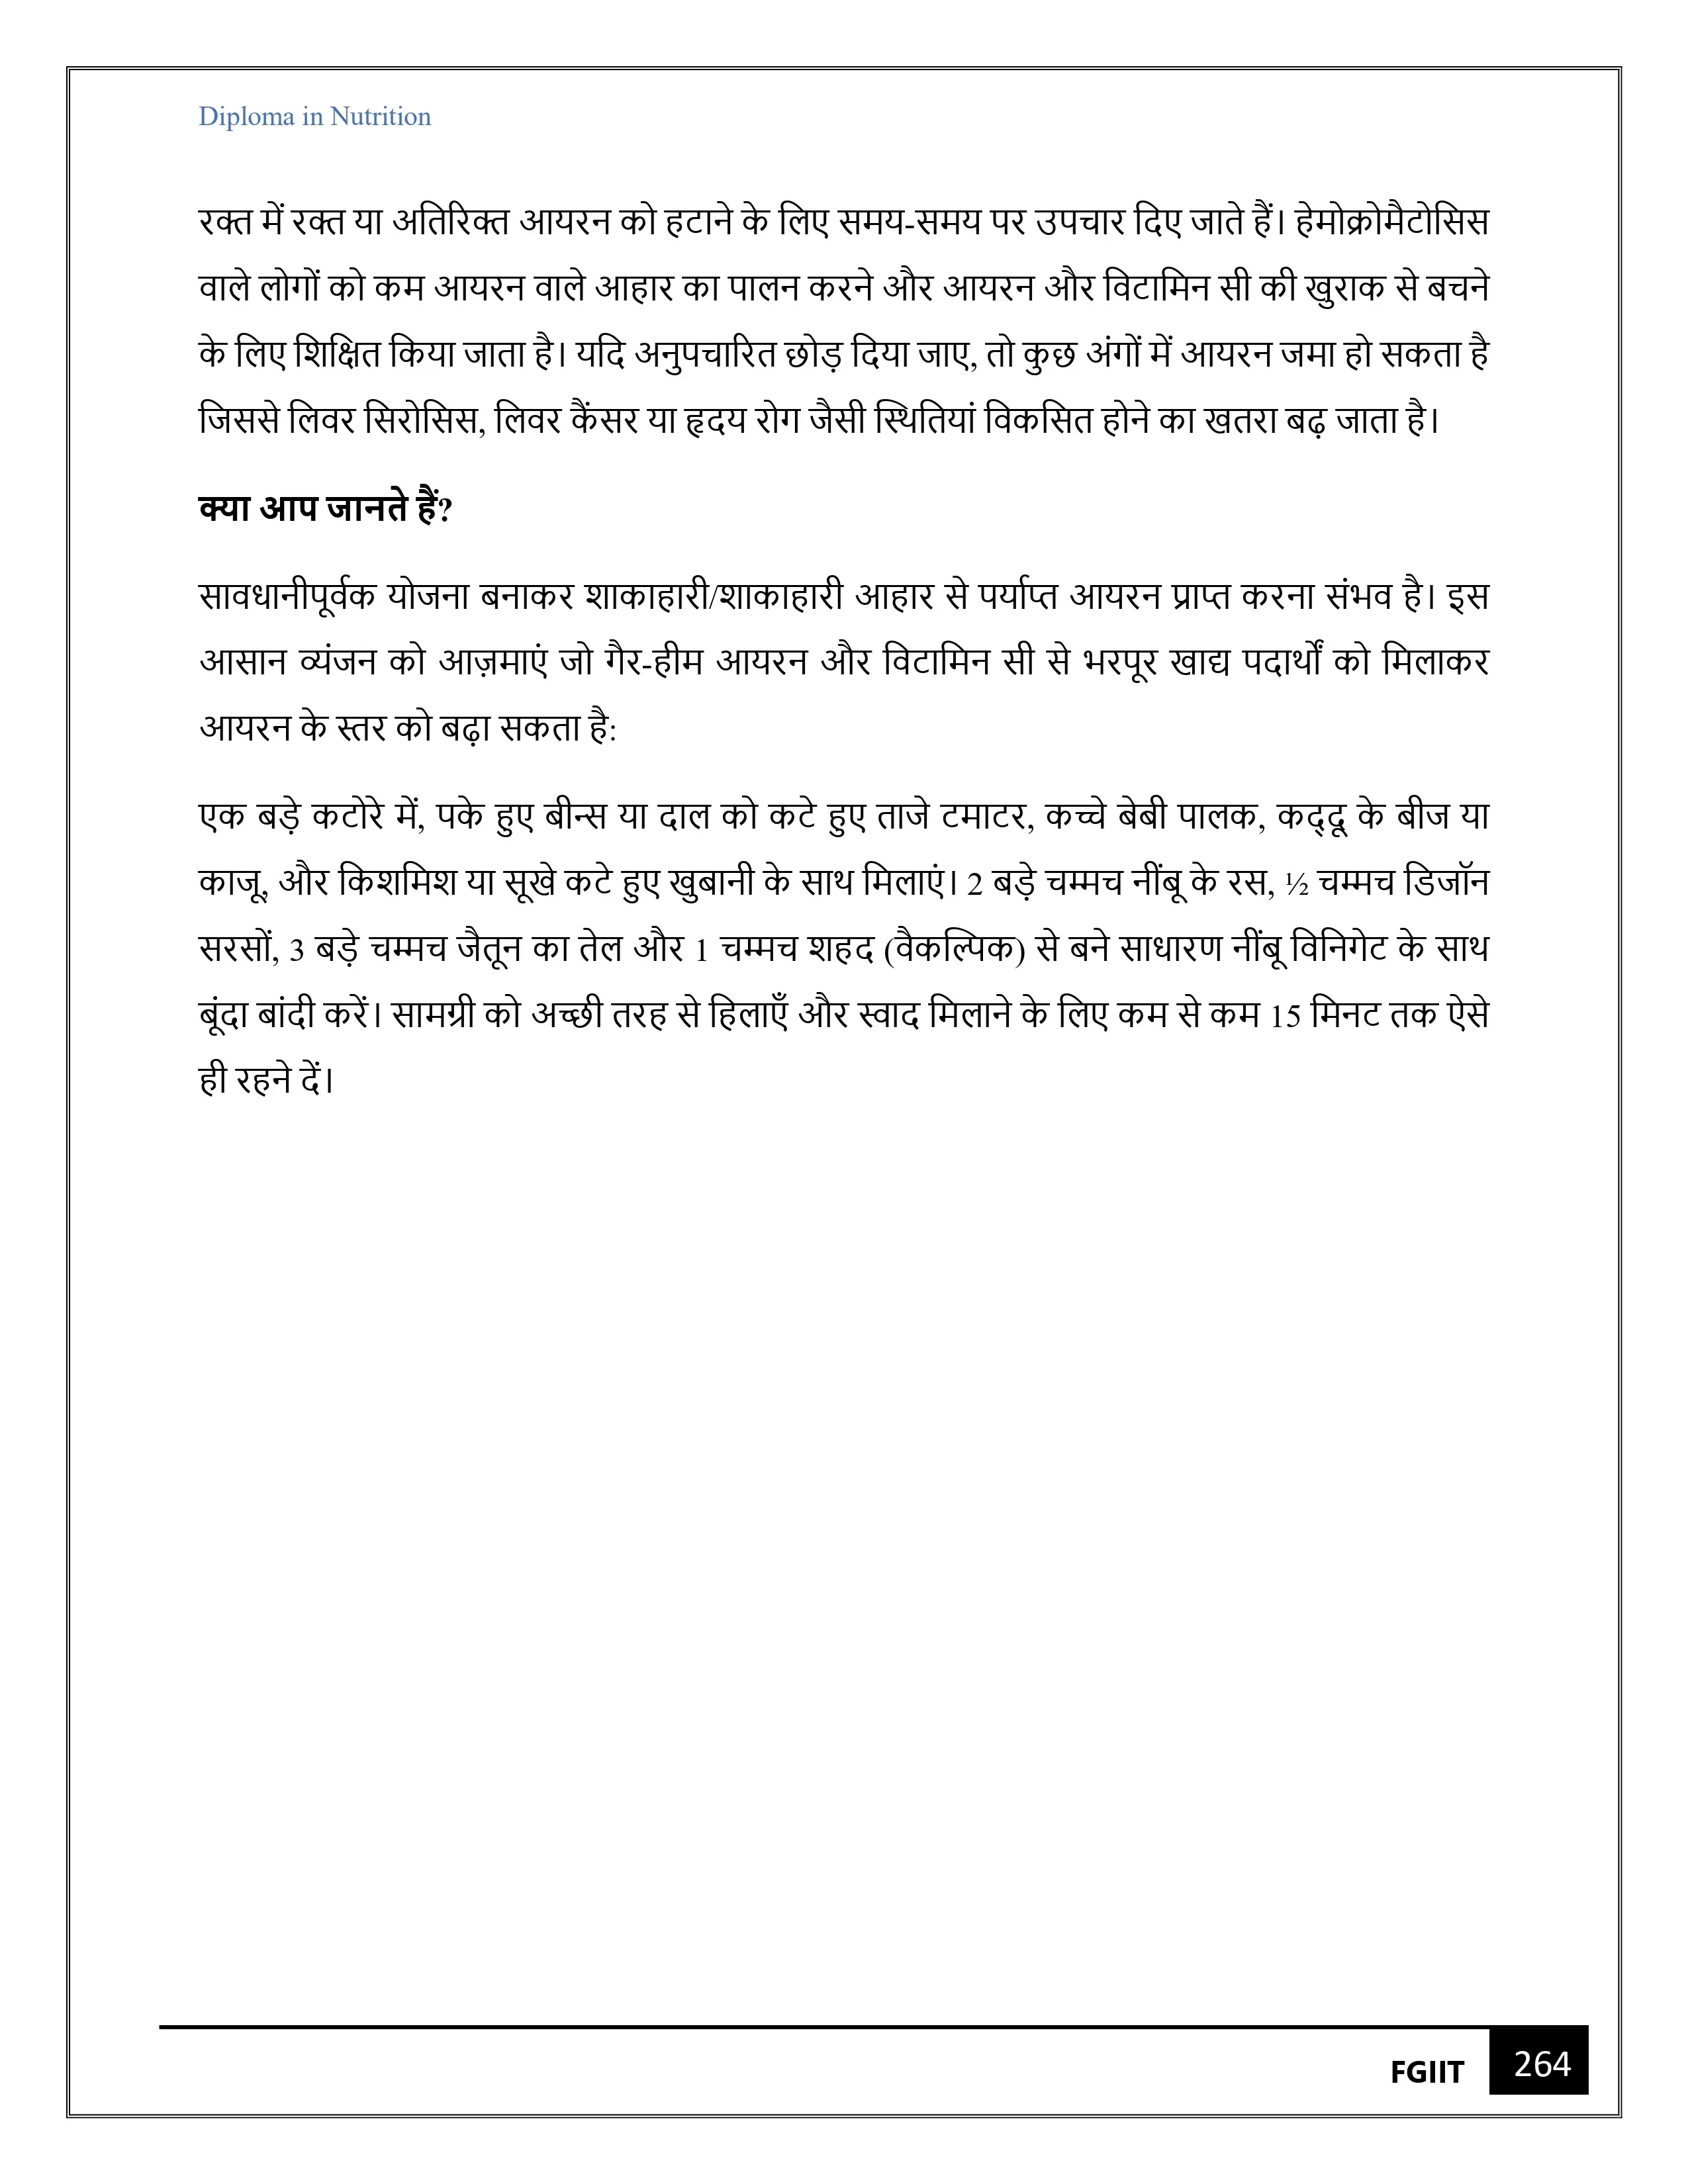 Diploma in Nutrition
रक्त में रक्त या अतिरिक्त आयरन को हटाने के लिए समय-समय पर उपचार दिए जाते हैं। हेमोक्रोमैटोसिस
वाले लोगों को कम आयरन वाले आहार का पालन करने और आयरन और विटामिन सी की खुराक से बचने
के लिए शिक्षित किया जाता है। यदि अनुपचारित छोड़ दिया जाए, तो कुछ अंगों में आयरन जमा हो सकता है
जिससे लिवर सिरोसिस, लिवर कैंसर या हृदय रोग जैसी स्थितियां विकसित होने का खतरा बढ़ जाता है।
क्या आप जानते हैं?
सावधानीपूर्वक योजना बनाकर शाकाहारी/शाकाहारी आहार से पर्याप्त आयरन प्राप्त करना संभव है। इस
आसान व्यंजन को आज़माएं जो गैर-हीम आयरन और विटामिन सी से भरपूर खाद्य पदार्थों को मिलाकर
आयरन के स्तर को बढ़ा सकता है:
एक बड़े कटोरे में, पके हुए बीन्स या दाल को कटे हुए ताजे टमाटर, कच्चे बेबी पालक, कद्दू के बीज या
काजू, और किशमिश या सूखे कटे हुए खुबानी के साथ मिलाएं। 2 बड़े चम्मच नींबू के रस, ½ चम्मच डिजॉन
सरसों, 3 बड़े चम्मच जैतून का तेल और 1 चम्मच शहद (वैकल्पिक) से बने साधारण नींबू विनिगेट के साथ
बूंदा बांदी करें। सामग्री को अच्छी तरह से हिलाएँ और स्वाद मिलाने के लिए कम से कम 15 मिनट तक ऐसे
ही रहने दें।
FGIIT 264